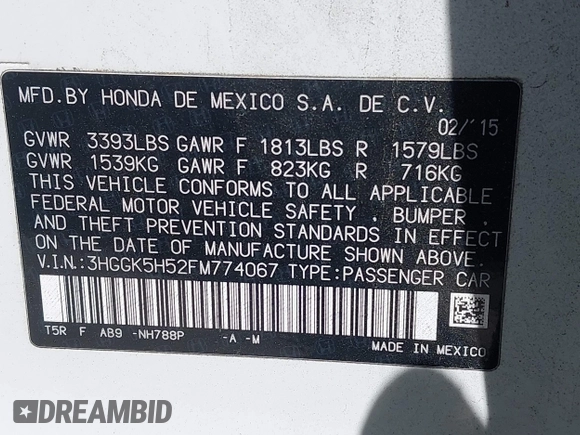 MFD.BY HONDA DE MEXICO S.A. DE C.V.
02/'15
GVWR 3393LBS GAWR F 1813LBS R 1579LBS
GVWR 1539KG GAWR F 823KG R 716KG
THIS VEHICLE CONFORMS TO ALL APPLICABLE
FEDERAL MOTOR VEHICLE SAFETY , BUMPER ,
AND THEFT PREVENTION STANDARDS IN EFFECT
ON THE DATE OF MANUFACTURE SHOWN ABOVE.
V.I.N.:3HGGK5H52FM774067 TYPE:PASSENGER CAR
T5R F AB9 -NH788P -A -M
MADE IN MEXICO
DREAMBID